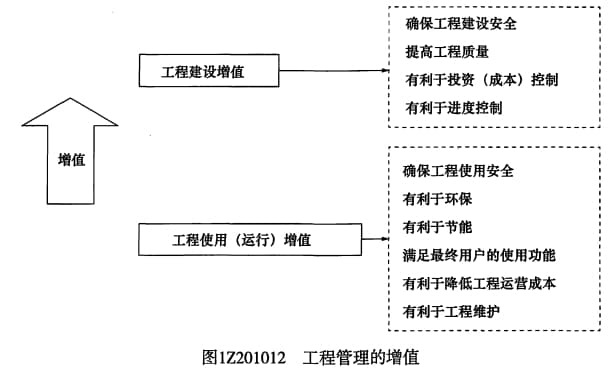 确保工程建设安全
提高工程质量
工程建设增值
有利于投资（成本）控制
有利于进度控制
增值
确保工程使用安全
有利于环保
有利于节能
工程使用（运行）增值
满足最终用户的使用功能
有利于降低工程运营成本
有利于工程维护
图1Z201012 工程管理的增值